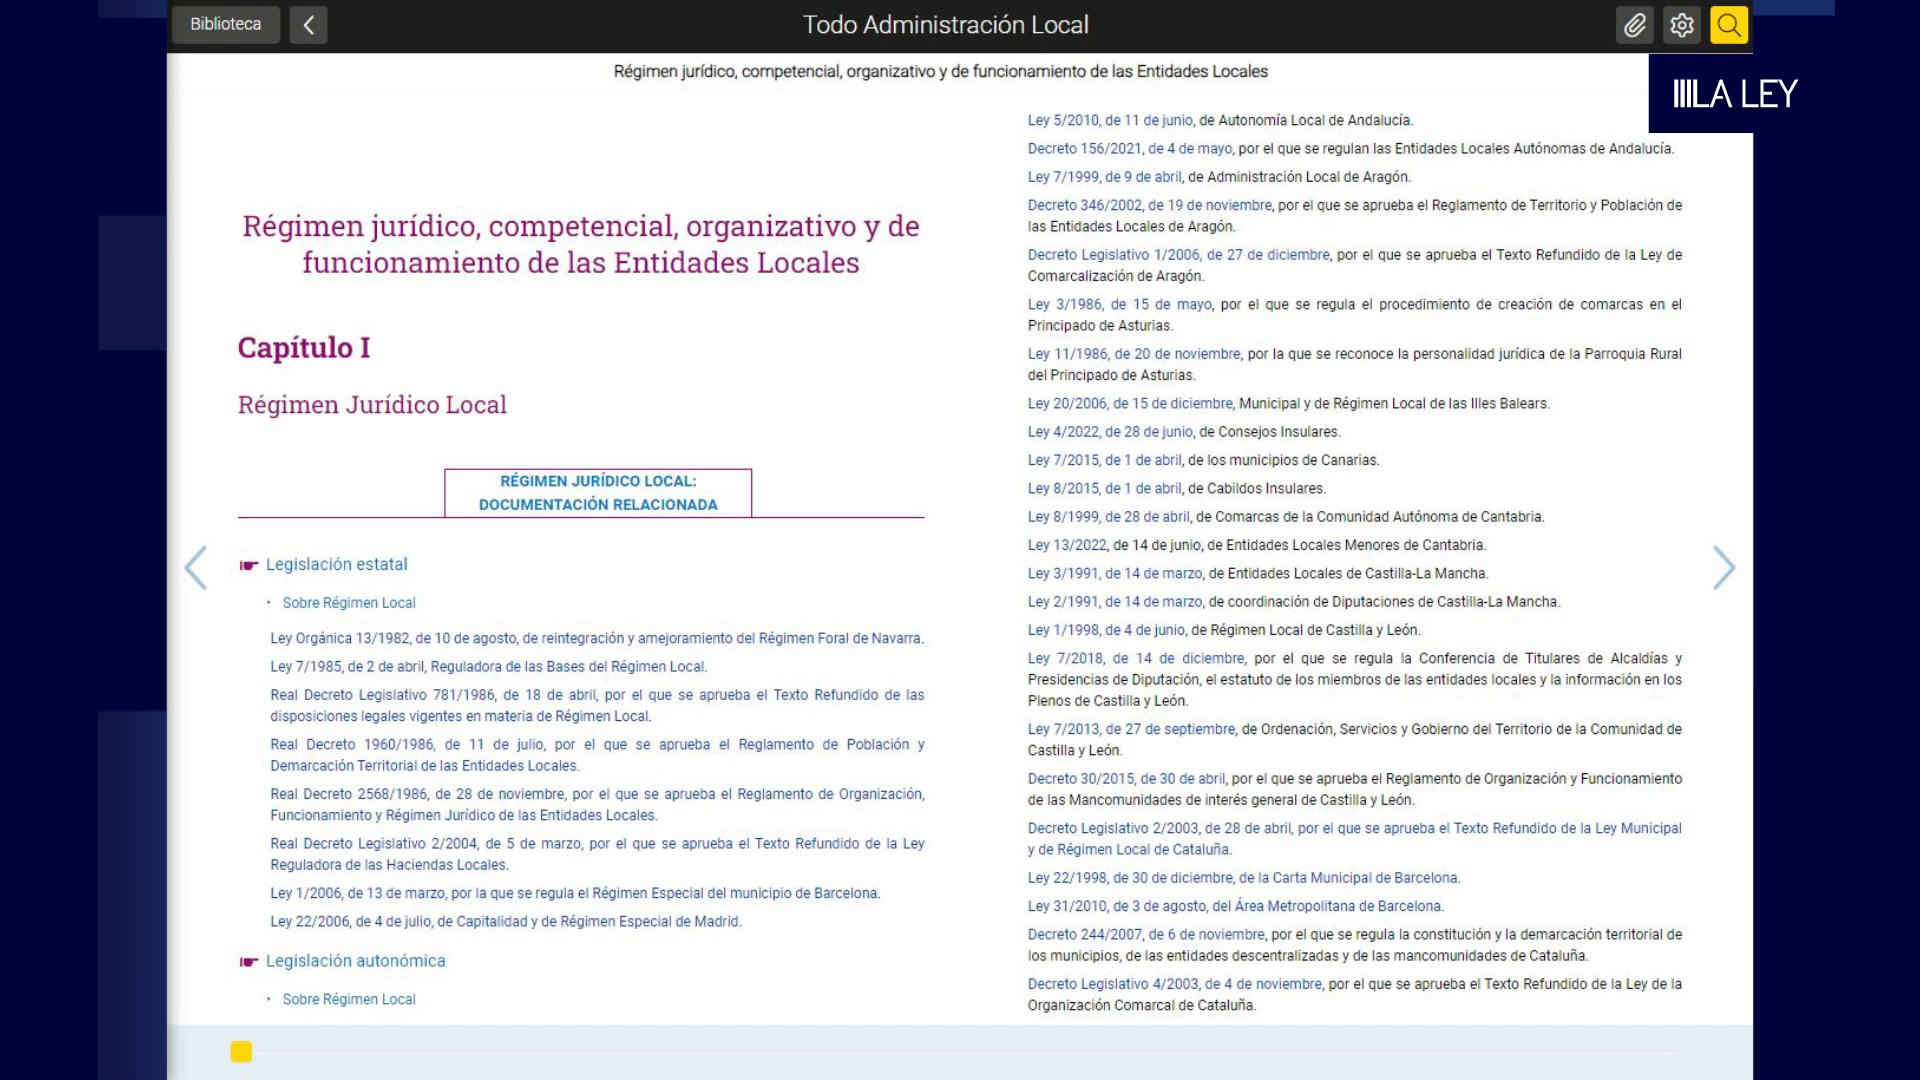 Biblioteca
Todo Administración Local
Régimen jurídico, competencial, organizativo y de funcionamiento de las Entidades Locales
LA LEY
Régimen jurídico, competencial, organizativo y de
funcionamiento de las Entidades Locales
Capítulo I
Régimen Jurídico Local
RÉGIMEN JURÍDICO LOCAL:
DOCUMENTACIÓN RELACIONADA
Legislación estatal
• Sobre Régimen Local
Ley Orgánica 13/1982, de 10 de agosto, de reintegración y amejoramiento del Régimen Foral de Navarra.
Ley 7/1985, de 2 de abril, Reguladora de las Bases del Régimen Local.
Real Decreto Legislativo 781/1986, de 18 de abril, por el que se aprueba el Texto Refundido de las
disposiciones legales vigentes en materia de Régimen Local.
Real Decreto 1960/1986, de 11 de julio, por el que se aprueba el Reglamento de Población y
Demarcación Territorial de las Entidades Locales.
Real Decreto 2568/1986, de 28 de noviembre, por el que se aprueba el Reglamento de Organización,
Funcionamiento y Régimen Jurídico de las Entidades Locales.
Real Decreto Legislativo 2/2004, de 5 de marzo, por el que se aprueba el Texto Refundido de la Ley
Reguladora de las Haciendas Locales.
Ley 1/2006, de 13 de marzo, por la que se regula el Régimen Especial del municipio de Barcelona.
Ley 22/2006, de 4 de julio, de Capitalidad y de Régimen Especial de Madrid.
Legislación autonómica
• Sobre Régimen Local
Ley 5/2010, de 11 de junio, de Autonomía Local de Andalucía.
Decreto 156/2021, de 4 de mayo, por el que se regulan las Entidades Locales Autónomas de Andalucía.
Ley 7/1999, de 9 de abril, de Administración Local de Aragón.
Decreto 346/2002, de 19 de noviembre, por el que se aprueba el Reglamento de Territorio y Población de
las Entidades Locales de Aragón.
Decreto Legislativo 1/2006, de 27 de diciembre, por el que se aprueba el Texto Refundido de la Ley de
Comarcalización de Aragón.
Ley 3/1986, de 15 de mayo, por el que se regula el procedimiento de creación de comarcas en el
Principado de Asturias.
Ley 11/1986, de 20 de noviembre, por la que se reconoce la personalidad jurídica de la Parroquia Rural
del Principado de Asturias.
Ley 20/2006, de 15 de diciembre, Municipal y de Régimen Local de las Illes Balears.
Ley 4/2022, de 28 de junio, de Consejos Insulares.
Ley 7/2015, de 1 de abril, de los municipios de Canarias.
Ley 8/2015, de 1 de abril, de Cabildos Insulares.
Ley 8/1999, de 28 de abril, de Comarcas de la Comunidad Autónoma de Cantabria.
Ley 13/2022, de 14 de junio, de Entidades Locales Menores de Cantabria.
Ley 3/1991, de 14 de marzo, de Entidades Locales de Castilla-La Mancha.
Ley 2/1991, de 14 de marzo, de coordinación de Diputaciones de Castilla-La Mancha.
Ley 1/1998, de 4 de junio, de Régimen Local de Castilla y León.
Ley 7/2018, de 14 de diciembre, por el que se regula la Conferencia de Titulares de Alcaldías y
Presidencias de Diputación, el estatuto de los miembros de las entidades locales y la información en los
Plenos de Castilla y León.
Ley 7/2013, de 27 de septiembre, de Ordenación, Servicios y Gobierno del Territorio de la Comunidad de
Castilla y León.
Decreto 30/2015, de 30 de abril, por el que se aprueba el Reglamento de Organización y Funcionamiento
de las Mancomunidades de interés general de Castilla y León.
Decreto Legislativo 2/2003, de 28 de abril, por el que se aprueba el Texto Refundido de la Ley Municipal
y de Régimen Local de Cataluña.
Ley 22/1998, de 30 de diciembre, de la Carta Municipal de Barcelona.
Ley 31/2010, de 3 de agosto, del Área Metropolitana de Barcelona.
Decreto 244/2007, de 6 de noviembre, por el que se regula la constitución y la demarcación territorial de
los municipios, de las entidades descentralizadas y de las mancomunidades de Cataluña.
Decreto Legislativo 4/2003, de 4 de noviembre, por el que se aprueba el Texto Refundido de la Ley de la
Organización Comarcal de Cataluña.